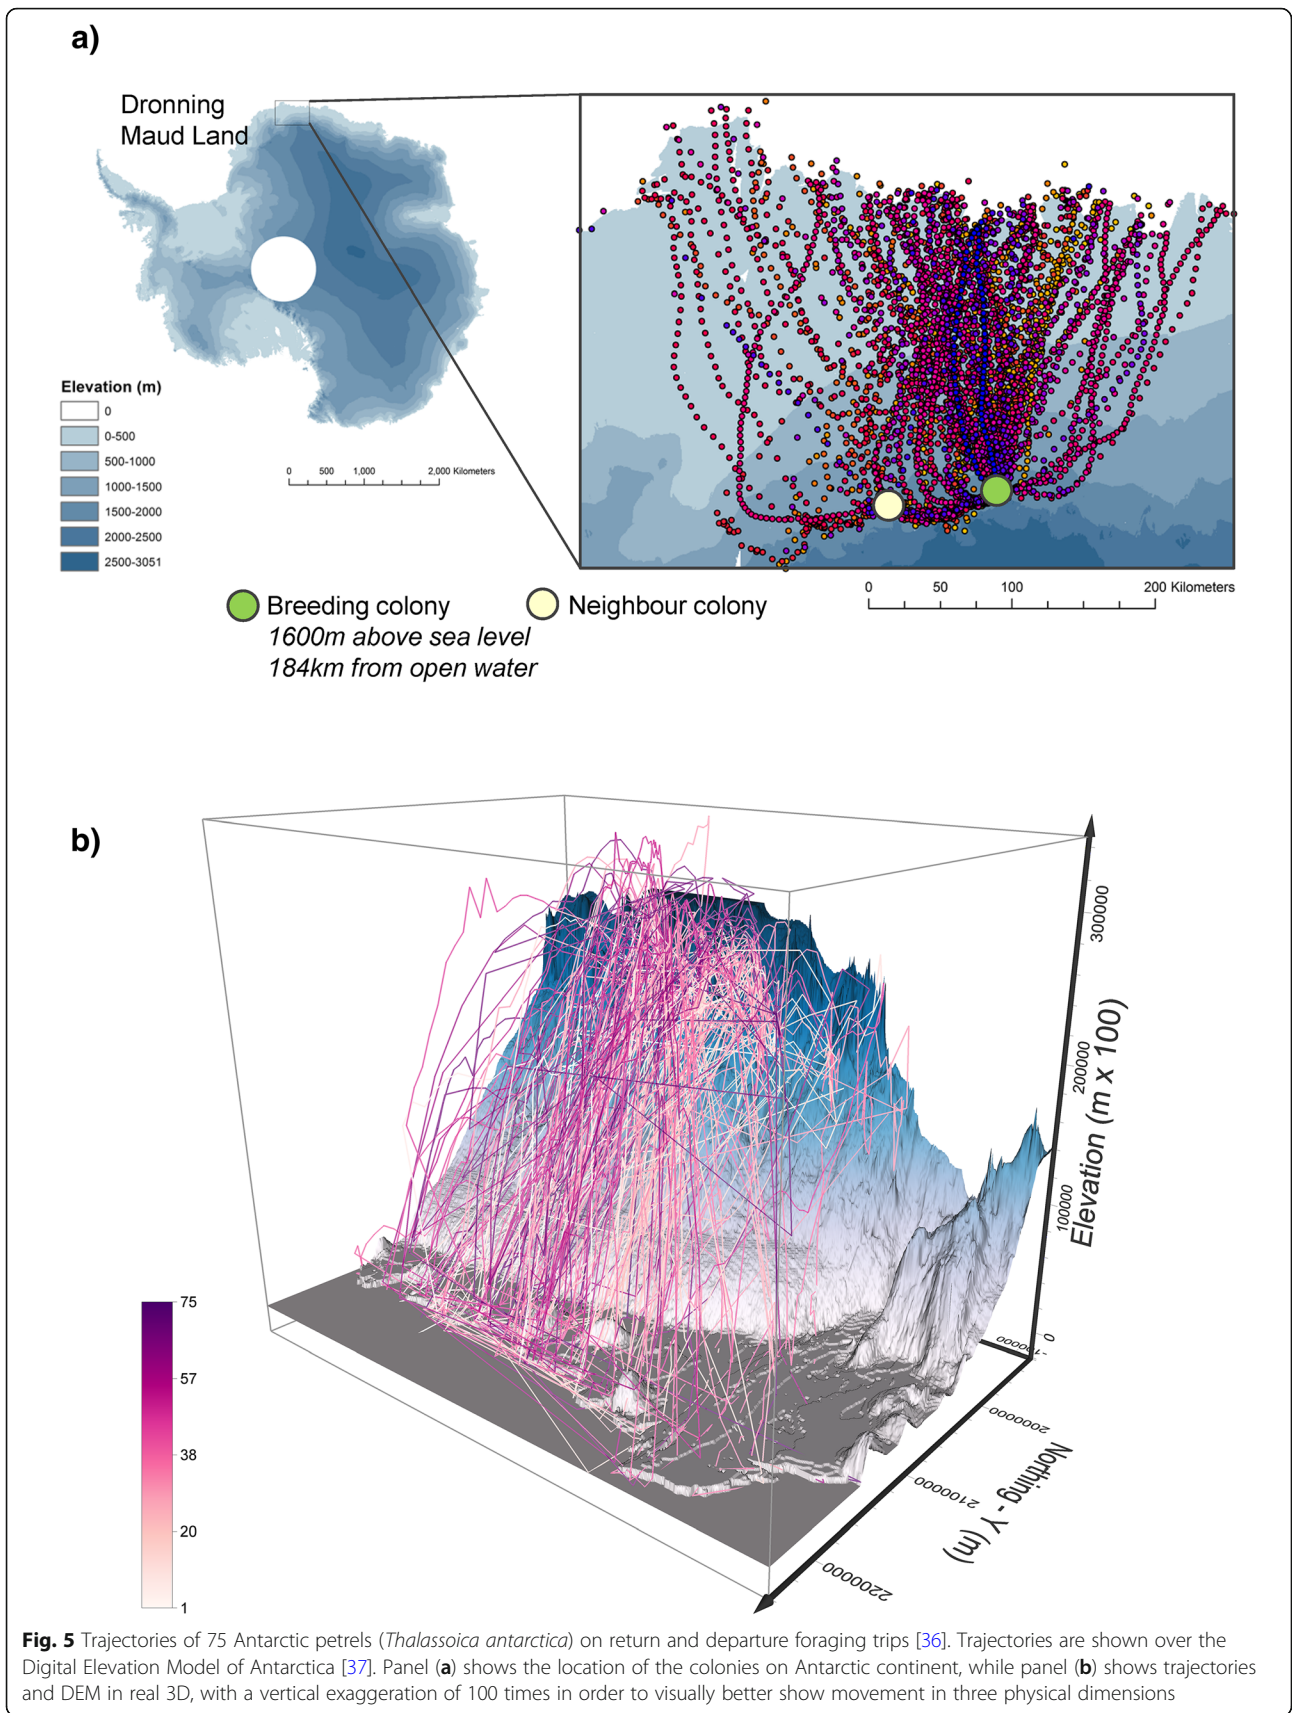 a)
Dronning
Maud Land
Elevation (m)
0
0-500
500-1000
1000-1500
1500-2000
2000-2500
2500-3051
0 500 1,000 2,000 Kilometers
0 50 100 200 Kilometers
Breeding colony
1600m above sea level
184km from open water
Neighbour colony
b)
300000
200000
100000
0
-100000
Elevation (m x 100)
2000000
2100000
2200000
Northing - Y (m)
75
57
38
20
1
Fig. 5 Trajectories of 75 Antarctic petrels (Thalassoica antarctica) on return and departure foraging trips [36]. Trajectories are shown over the
Digital Elevation Model of Antarctica [37]. Panel (a) shows the location of the colonies on Antarctic continent, while panel (b) shows trajectories
and DEM in real 3D, with a vertical exaggeration of 100 times in order to visually better show movement in three physical dimensions